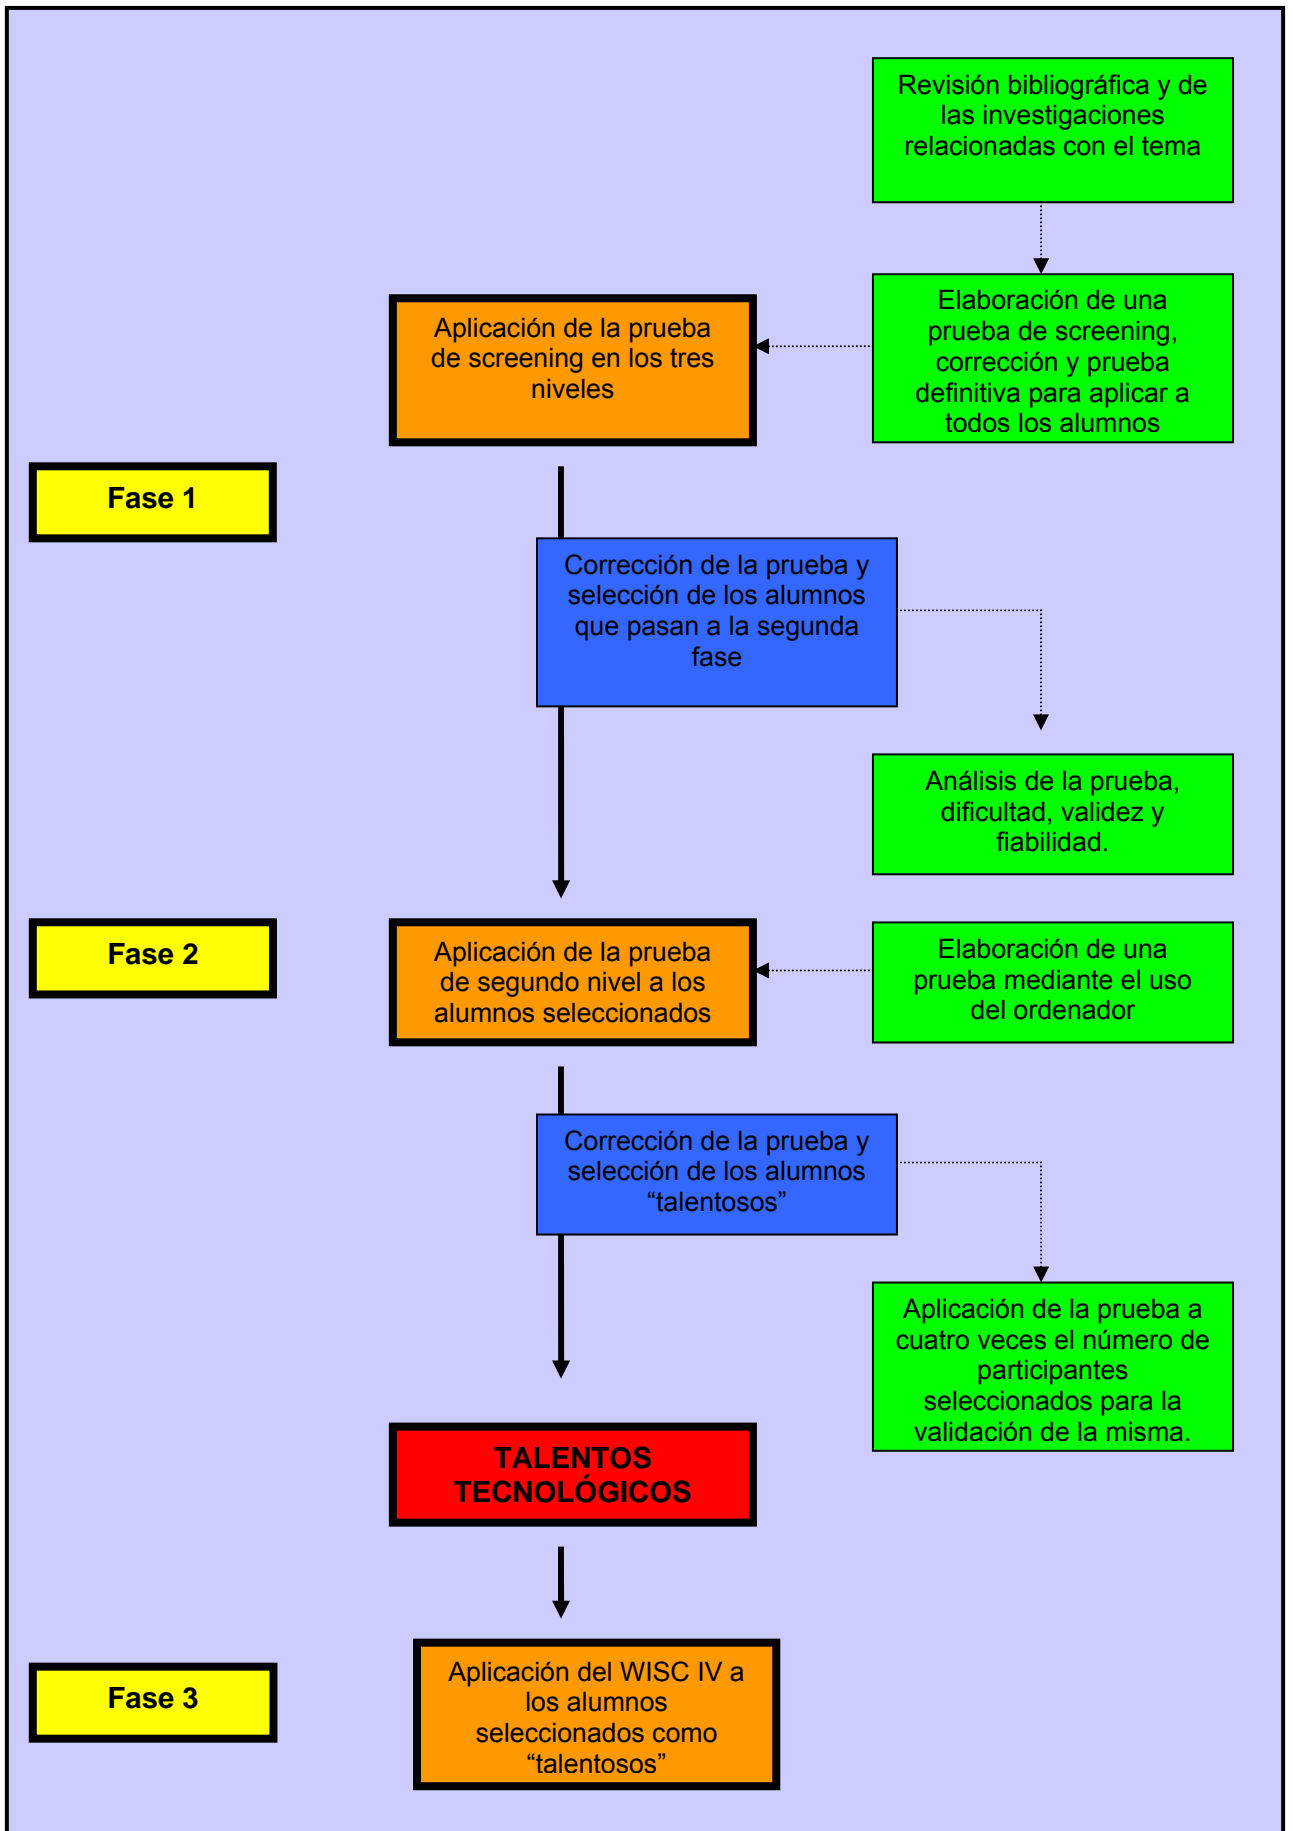 Revisión bibliográfica y de
las investigaciones
relacionadas con el tema
Elaboración de una
prueba de screening,
corrección y prueba
definitiva para aplicar a
todos los alumnos
Aplicación de la prueba
de screening en los tres
niveles
Fase 1
Corrección de la prueba y
selección de los alumnos
que pasan a la segunda
fase
Análisis de la prueba,
dificultad, validez y
fiabilidad.
Fase 2
Aplicación de la prueba
de segundo nivel a los
alumnos seleccionados
Elaboración de una
prueba mediante el uso
del ordenador
Corrección de la prueba y
selección de los alumnos
“talentosos”
Aplicación de la prueba a
cuatro veces el número de
participantes
seleccionados para la
validación de la misma.
TALENTOS
TECNOLÓGICOS
Fase 3
Aplicación del WISC IV a
los alumnos
seleccionados como
“talentosos”